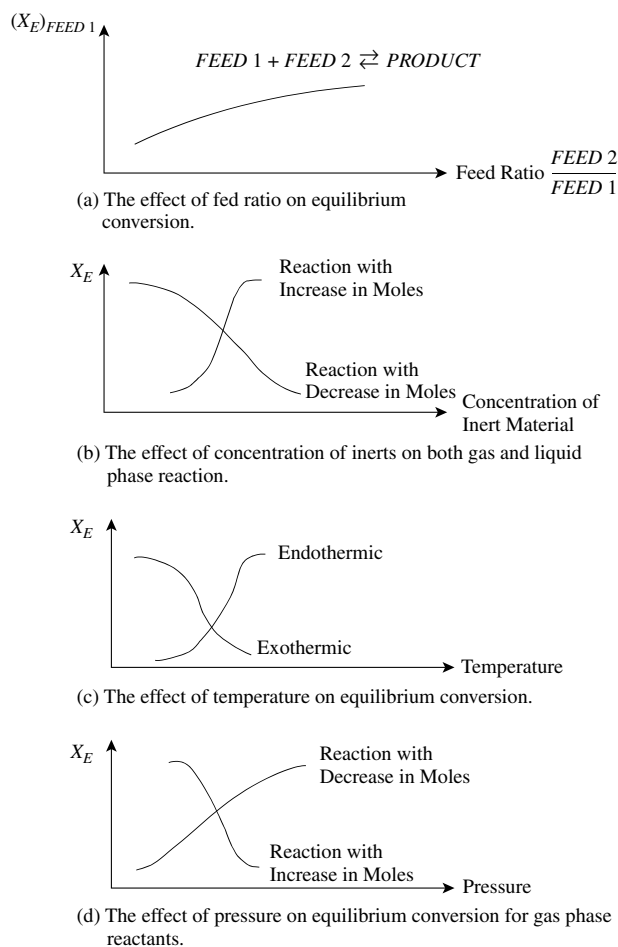 (X_E)_FEED 1
FEED 1 + FEED 2 ⇄ PRODUCT
Feed Ratio FEED 2
FEED 1
(a) The effect of fed ratio on equilibrium
conversion.
X_E
Reaction with
Increase in Moles
Reaction with
Decrease in Moles
Concentration of
Inert Material
(b) The effect of concentration of inerts on both gas and liquid
phase reaction.
X_E
Endothermic
Exothermic
Temperature
(c) The effect of temperature on equilibrium conversion.
X_E
Reaction with
Decrease in Moles
Reaction with
Increase in Moles
Pressure
(d) The effect of pressure on equilibrium conversion for gas phase
reactants.